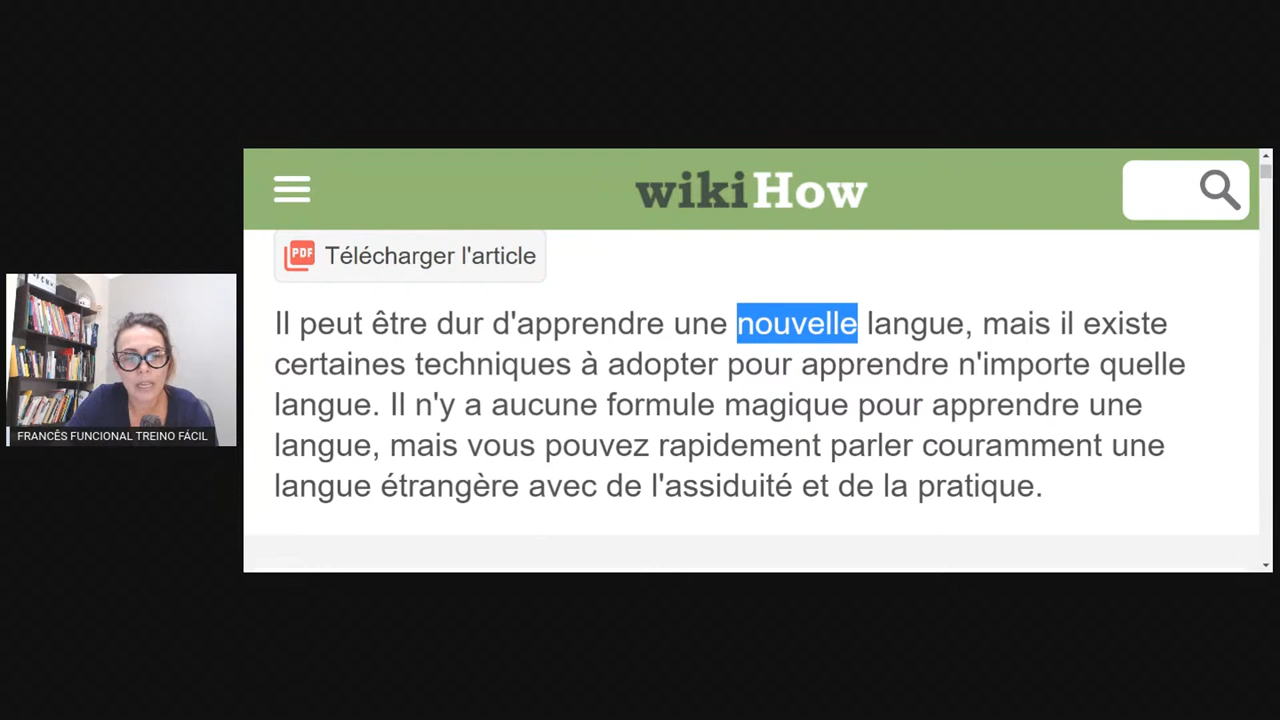 wikiHow
PDF Télécharger l'article
Il peut être dur d'apprendre une nouvelle langue, mais il existe
certaines techniques à adopter pour apprendre n'importe quelle
langue. Il n'y a aucune formule magique pour apprendre une
langue, mais vous pouvez rapidement parler couramment une
langue étrangère avec de l'assiduité et de la pratique.
FRANCÊS FUNCIONAL TREINO FÁCIL